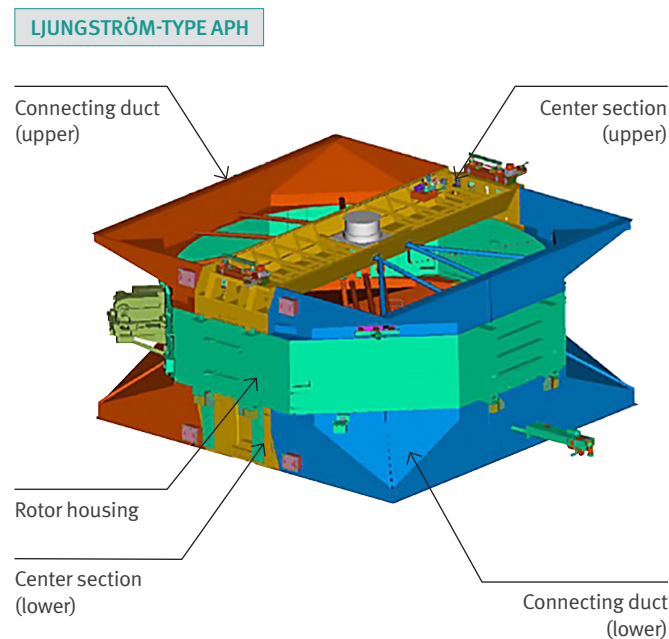 LJUNGSTRÖM-TYPE APH
Connecting duct
(upper)
Center section
(upper)
Rotor housing
Center section
(lower)
Connecting duct
(lower)